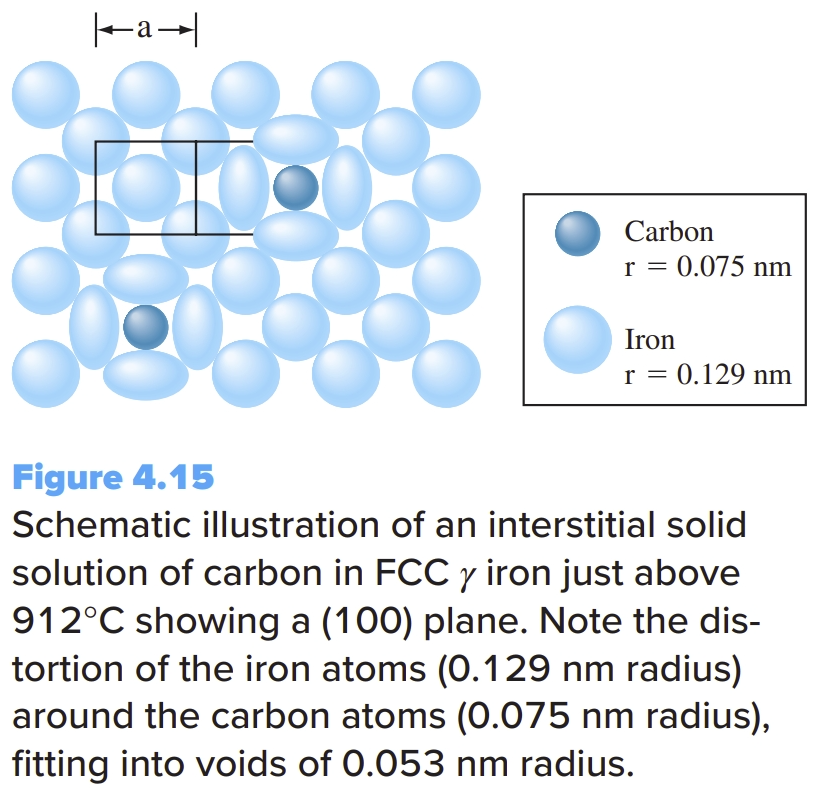 a
Carbon
r = 0.075 nm
Iron
r = 0.129 nm
Figure 4.15
Schematic illustration of an interstitial solid
solution of carbon in FCC γ iron just above
912°C showing a (100) plane. Note the dis-
tortion of the iron atoms (0.129 nm radius)
around the carbon atoms (0.075 nm radius),
fitting into voids of 0.053 nm radius.